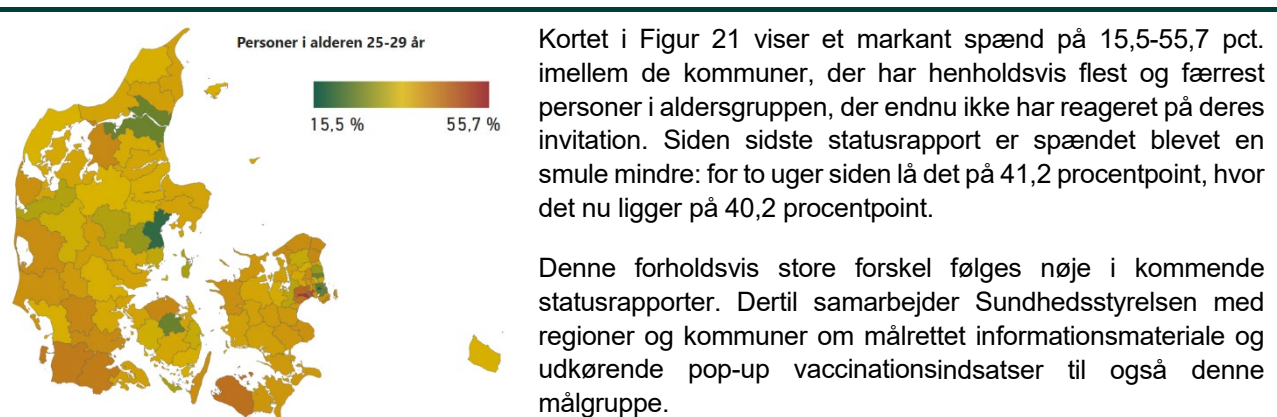 Personer i alderen 25-29 år
15,5 %
55,7 %
Kortet i Figur 21 viser et markant spænd på 15,5-55,7 pct.
imellem de kommuner, der har henholdsvis flest og færrest
personer i aldersgruppen, der endnu ikke har reageret på deres
invitation. Siden sidste statusrapport er spændet blevet en
smule mindre: for to uger siden lå det på 41,2 procentpoint, hvor
det nu ligger på 40,2 procentpoint.
Denne forholdsvis store forskel følges nøje i kommende
statusrapporter. Dertil samarbejder Sundhedsstyrelsen med
regioner og kommuner om målrettet informationsmateriale og
udkørende pop-up vaccinationsindsatser til også denne
målgruppe.